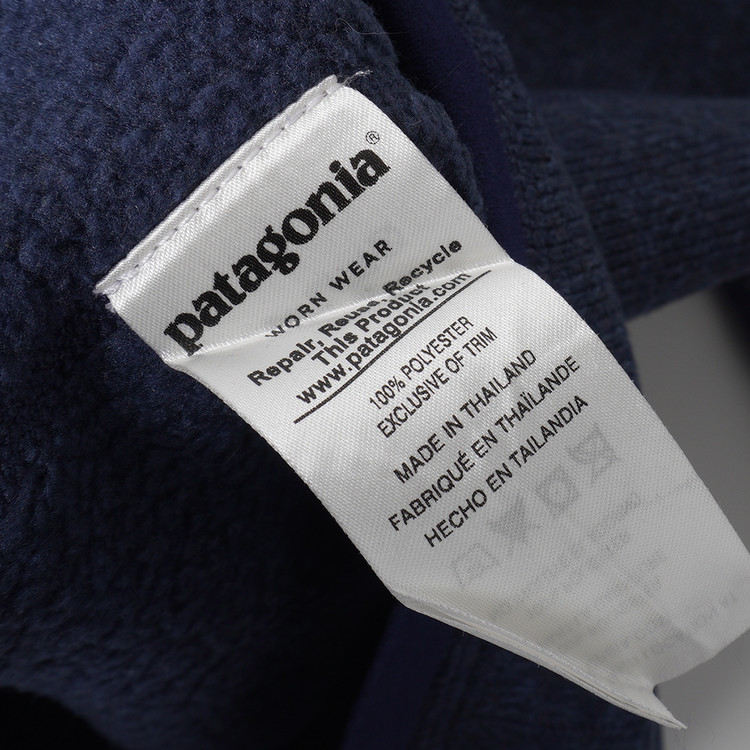 patagonia®
WORN WEAR
Repair, Reuse, Recycle
This Product
www.patagonia.com
100% POLYESTER
EXCLUSIVE OF TRIM
MADE IN THAILAND
FABRIQUÉ EN THAÏLANDE
HECHO EN TAILANDIA